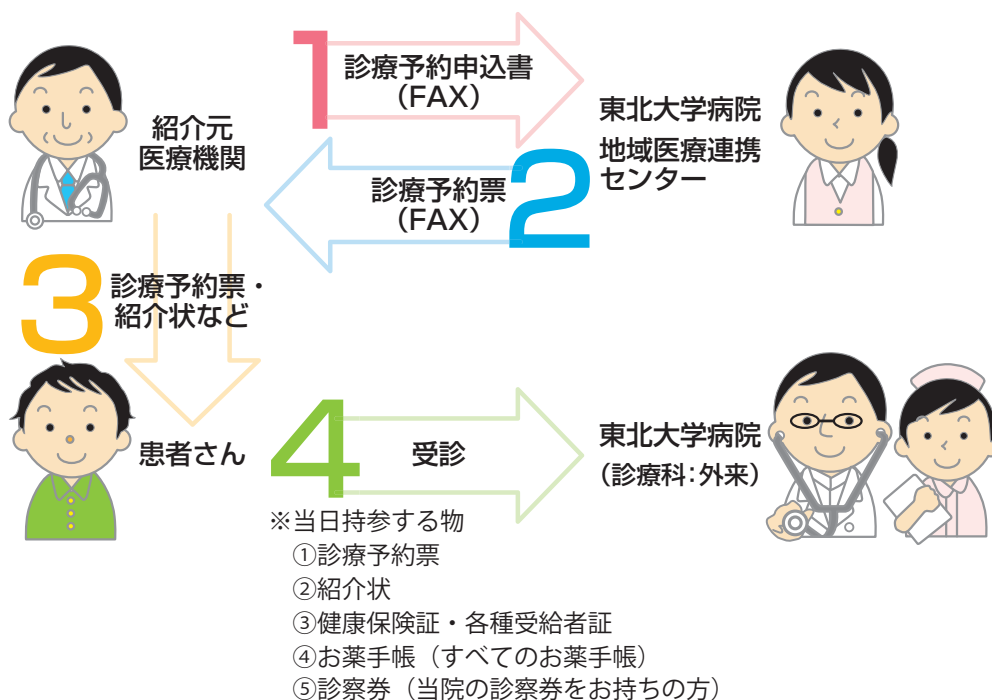 1
診療予約申込書
（FAX）
紹介元
医療機関
東北大学病院
地域医療連携
センター
2
診療予約票
（FAX）
3
診療予約票・
紹介状など
患者さん
4
受診
東北大学病院
（診療科：外来）
※当日持参する物
①診療予約票
②紹介状
③健康保険証・各種受給者証
④お薬手帳（すべてのお薬手帳）
⑤診察券（当院の診察券をお持ちの方）